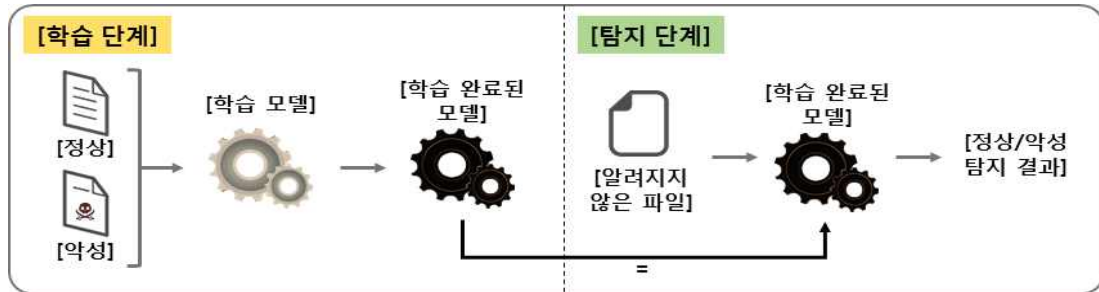 [학습 단계]
[정상]
[악성]
[학습 모델]
[학습 완료된
모델]
[탐지 단계]
[알려지지
않은 파일]
[학습 완료된
모델]
[정상/악성
탐지 결과]
=